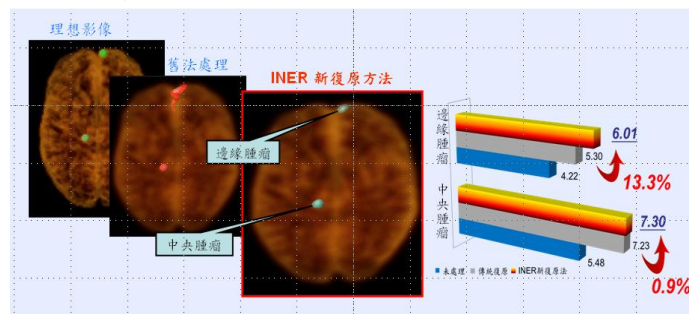 理想影像
舊法處理
INER 新復原方法
邊緣腫瘤
中央腫瘤
邊緣腫瘤
6.01
5.30
4.22
13.3%
中央腫瘤
7.30
7.23
5.48
0.9%
未處理 傳統復原 INER新復原法